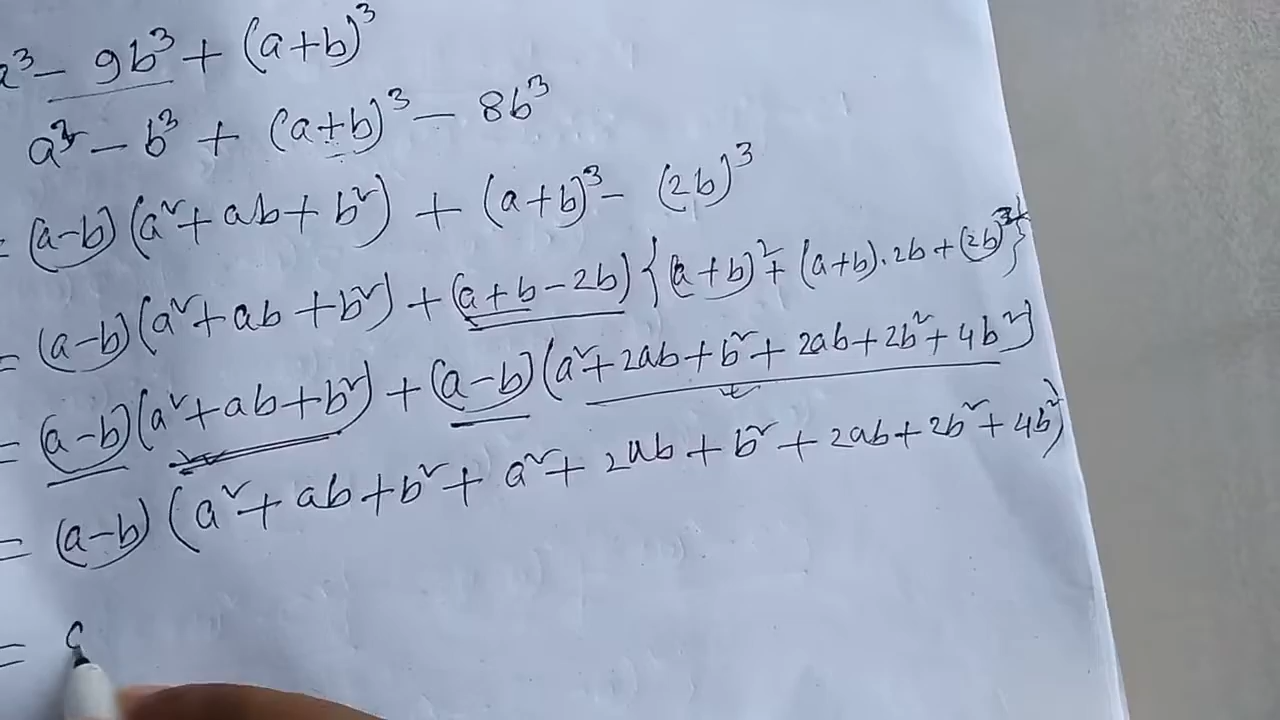 a³ - 9b³ + (a+b)³
a³ - b³ + (a+b)³ - 8b³
= (a-b)(a²+ab+b²) + (a+b)³ - (2b)³
= (a-b)(a²+ab+b²) + (a+b-2b){(a+b)²+(a+b).2b+(2b)³}
= (a-b)(a²+ab+b²) + (a-b)(a²+2ab+b²+2ab+2b²+4b²)
= (a-b)(a²+ab+b²+a²+2ab+b²+2ab+2b²+4b²)
=